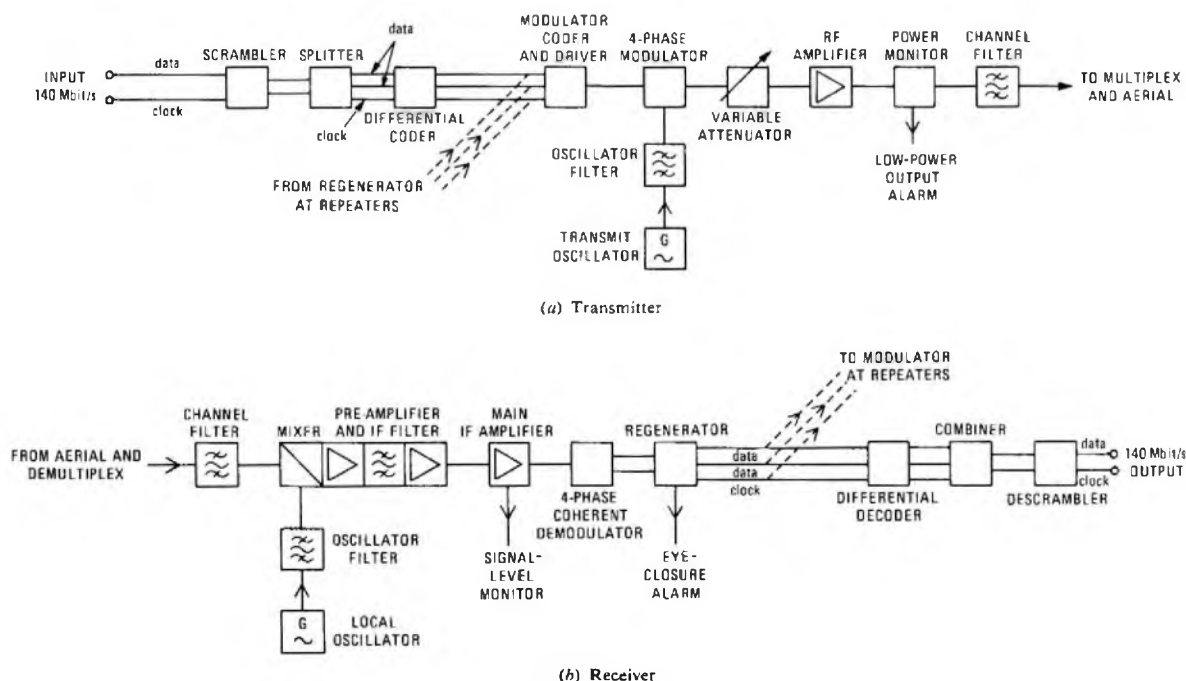 data
MODULATOR
CODER
AND DRIVER
4-PHASE
MODULATOR
RF
AMPLIFIER
POWER
MONITOR
CHANNEL
FILTER
SCRAMBLER
SPLITTER
INPUT
140 Mbit/s
data
clock
TO MULTIPLEX
AND AERIAL
clock
DIFFERENTIAL
CODER
VARIABLE
ATTENUATOR
FROM REGENERATOR
AT REPEATERS
OSCILLATOR
FILTER
LOW-POWER
OUTPUT
ALARM
TRANSMIT
OSCILLATOR
G
(a) Transmitter
TO MODULATOR
AT REPEATERS
CHANNEL
FILTER
MIXER
PRE-AMPLIFIER
AND IF FILTER
MAIN
IF AMPLIFIER
REGENERATOR
COMBINER
FROM AERIAL AND
DEMULTIPLEX
data
data
clock
data
clock
140 Mbit/s
OUTPUT
4-PHASE
COHERENT
DEMODULATOR
DIFFERENTIAL
DECODER
DESCRAMBLER
OSCILLATOR
FILTER
SIGNAL-
LEVEL
MONITOR
EYE-
CLOSURE
ALARM
G
LOCAL
OSCILLATOR
(b) Receiver